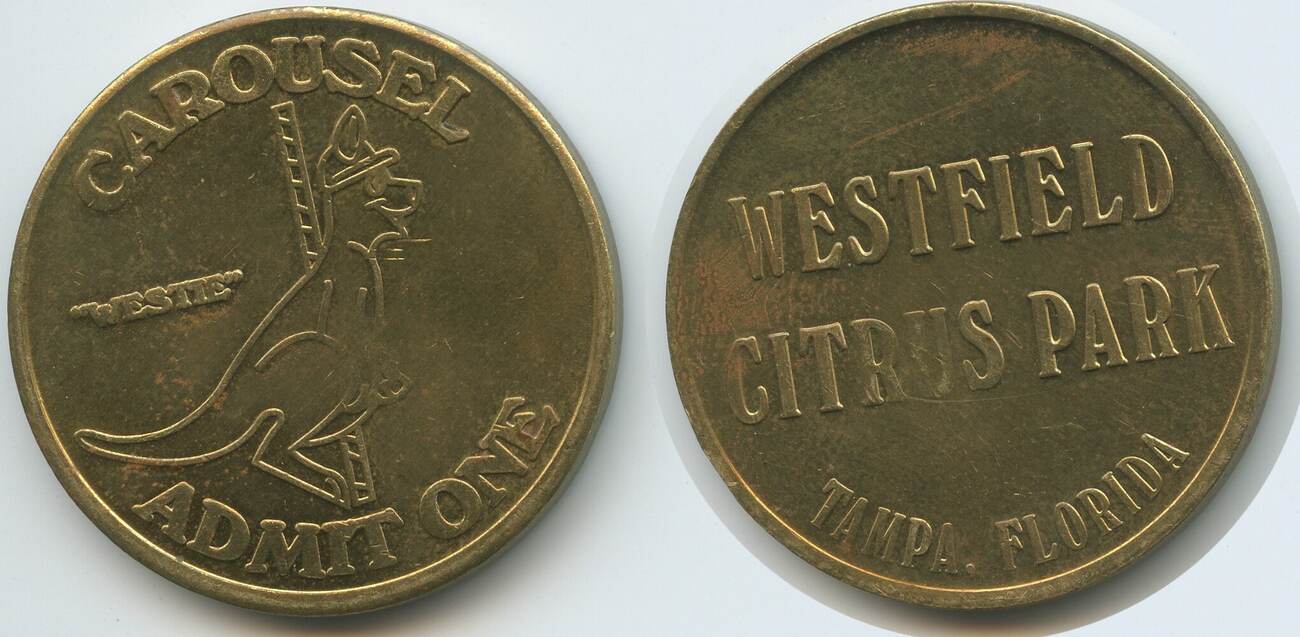 CAROUSEL
"WESTIE"
ADMIT ONE
WESTFIELD
CITRUS PARK
TAMPA, FLORIDA